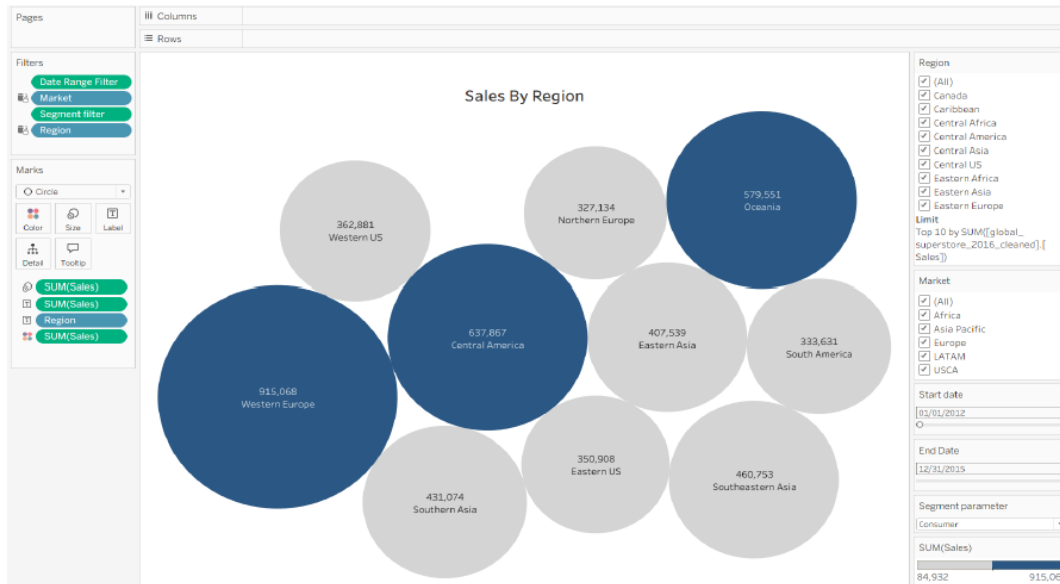 Pages
Columns
Rows
Filters
Date Range Filter
Market
Segment filter
Region
Marks
Circle
Color
Size
Label
Detail
Tooltip
SUM(Sales)
SUM(Sales)
Region
SUM(Sales)
Sales By Region
579,551
Oceania
327,134
Northern Europe
362,881
Western US
637,867
Central America
407,539
Eastern Asia
333,631
South America
915,068
Western Europe
350,908
Eastern US
460,753
Southeastern Asia
431,074
Southern Asia
Region
(All)
Canada
Caribbean
Central Africa
Central America
Central Asia
Central US
Eastern Africa
Eastern Asia
Eastern Europe
Limit
Top 10 by SUM([global_
superstore_2016_cleaned].[
Sales])
Market
(All)
Africa
Asia Pacific
Europe
LATAM
USCA
Start date
01/01/2012
End Date
12/31/2015
Segment parameter
Consumer
SUM(Sales)
84,932
915,06